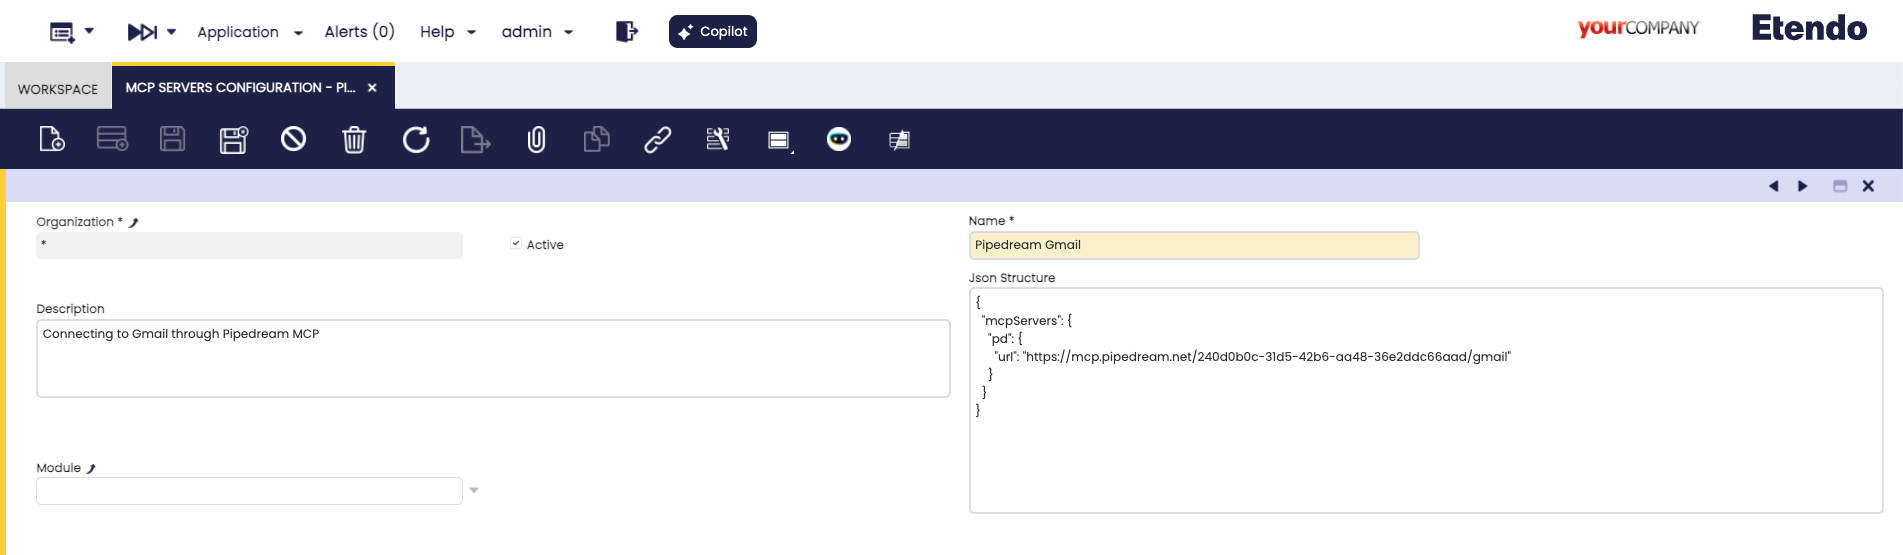 Application
Alerts (0)
Help
admin
Copilot
yourCOMPANY
Etendo
WORKSPACE
MCP SERVERS CONFIGURATION - PI...
Organization *
*
Active
Name *
Pipedream Gmail
Description
Connecting to Gmail through Pipedream MCP
Json Structure
{
"mcpServers": {
"pd": {
"url": "https://mcp.pipedream.net/240d0b0c-31d5-42b6-aa48-36e2ddc66aad/gmail"
}
}
}
Module